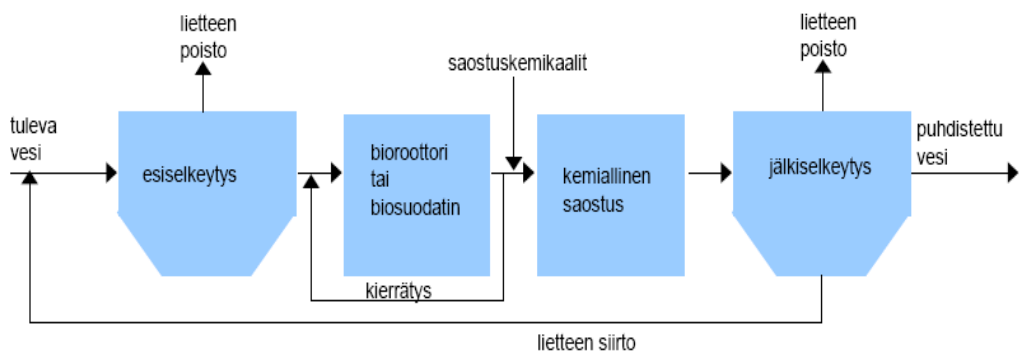 lietteen
poisto
lietteen
poisto
saostuskemikaalit
tuleva
vesi
esiselkeytys
bioroottori
tai
biosuodatin
kemiallinen
saostus
jälkiselkeytys
puhdistettu
vesi
kierrätys
lietteen siirto